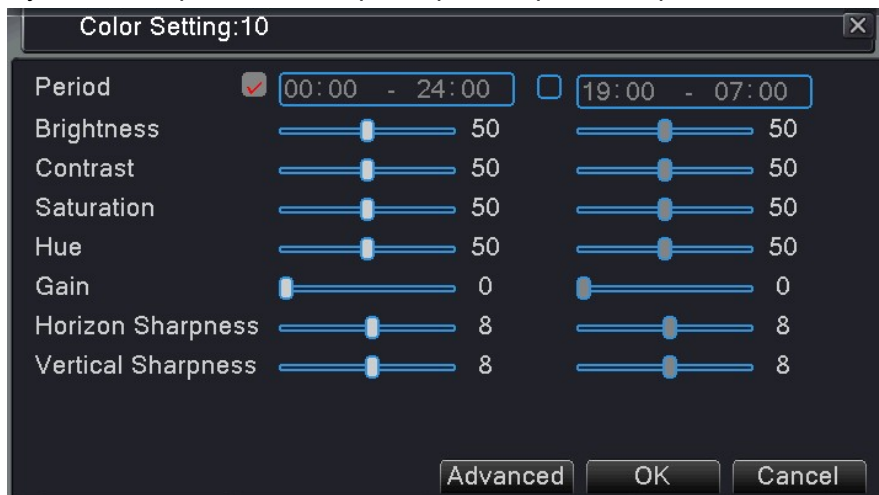 Color Setting:10
Period 00:00 - 24:00 19:00 - 07:00
Brightness 50 50
Contrast 50 50
Saturation 50 50
Hue 50 50
Gain 0 0
Horizon Sharpness 8 8
Vertical Sharpness 8 8
Advanced OK Cancel